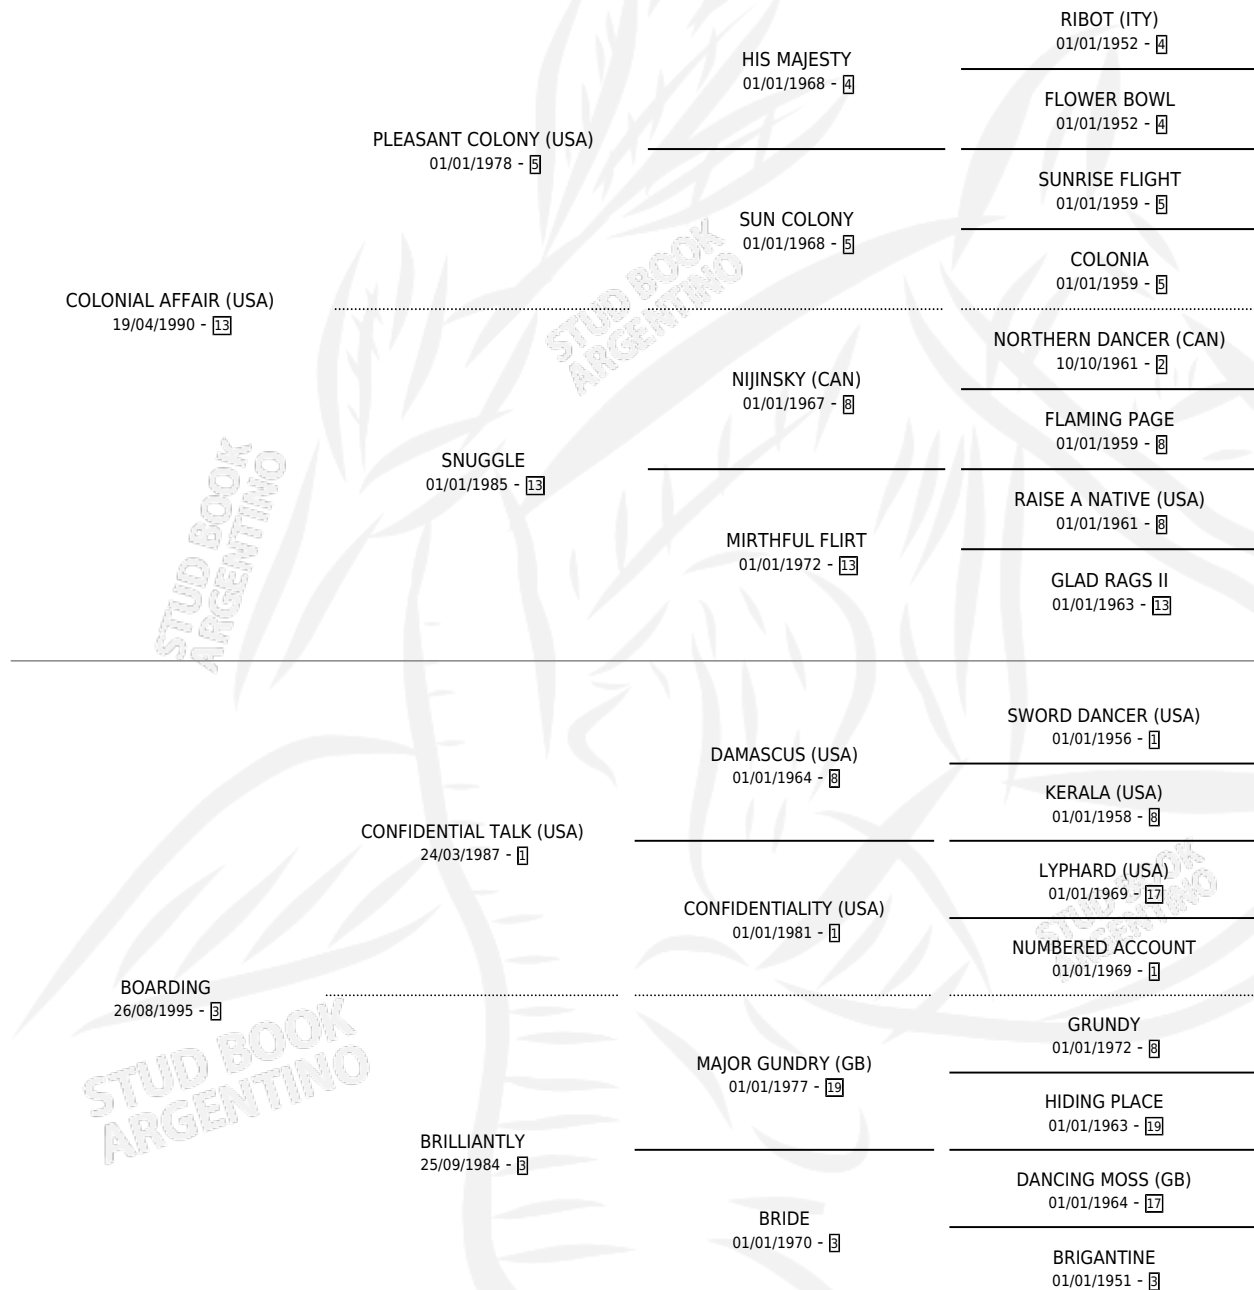 RIBOT (ITY)
01/01/1952 - 4
HIS MAJESTY
01/01/1968 - 4
FLOWER BOWL
01/01/1952 - 4
PLEASANT COLONY (USA)
01/01/1978 - 5
SUNRISE FLIGHT
01/01/1959 - 5
SUN COLONY
01/01/1968 - 5
COLONIA
01/01/1959 - 5
COLONIAL AFFAIR (USA)
19/04/1990 - 13
NORTHERN DANCER (CAN)
10/10/1961 - 2
NIJINSKY (CAN)
01/01/1967 - 8
FLAMING PAGE
01/01/1959 - 8
SNUGGLE
01/01/1985 - 13
RAISE A NATIVE (USA)
01/01/1961 - 8
MIRTHFUL FLIRT
01/01/1972 - 13
GLAD RAGS II
01/01/1963 - 13
SWORD DANCER (USA)
01/01/1956 - 1
DAMASCUS (USA)
01/01/1964 - 8
KERALA (USA)
01/01/1958 - 8
CONFIDENTIAL TALK (USA)
24/03/1987 - 1
LYPHARD (USA)
01/01/1969 - 17
CONFIDENTIALITY (USA)
01/01/1981 - 1
NUMBERED ACCOUNT
01/01/1969 - 1
BOARDING
26/08/1995 - 3
GRUNDY
01/01/1972 - 8
MAJOR GUNDRY (GB)
01/01/1977 - 19
HIDING PLACE
01/01/1963 - 19
BRILLIANTLY
25/09/1984 - 3
DANCING MOSS (GB)
01/01/1964 - 17
BRIDE
01/01/1970 - 3
BRIGANTINE
01/01/1951 - 3
STUD BOOK
ARGENTINO
STUD BOOK
ARGENTINO
STUD BOOK
ARGENTINO
STUD BOOK
ARGENTINO